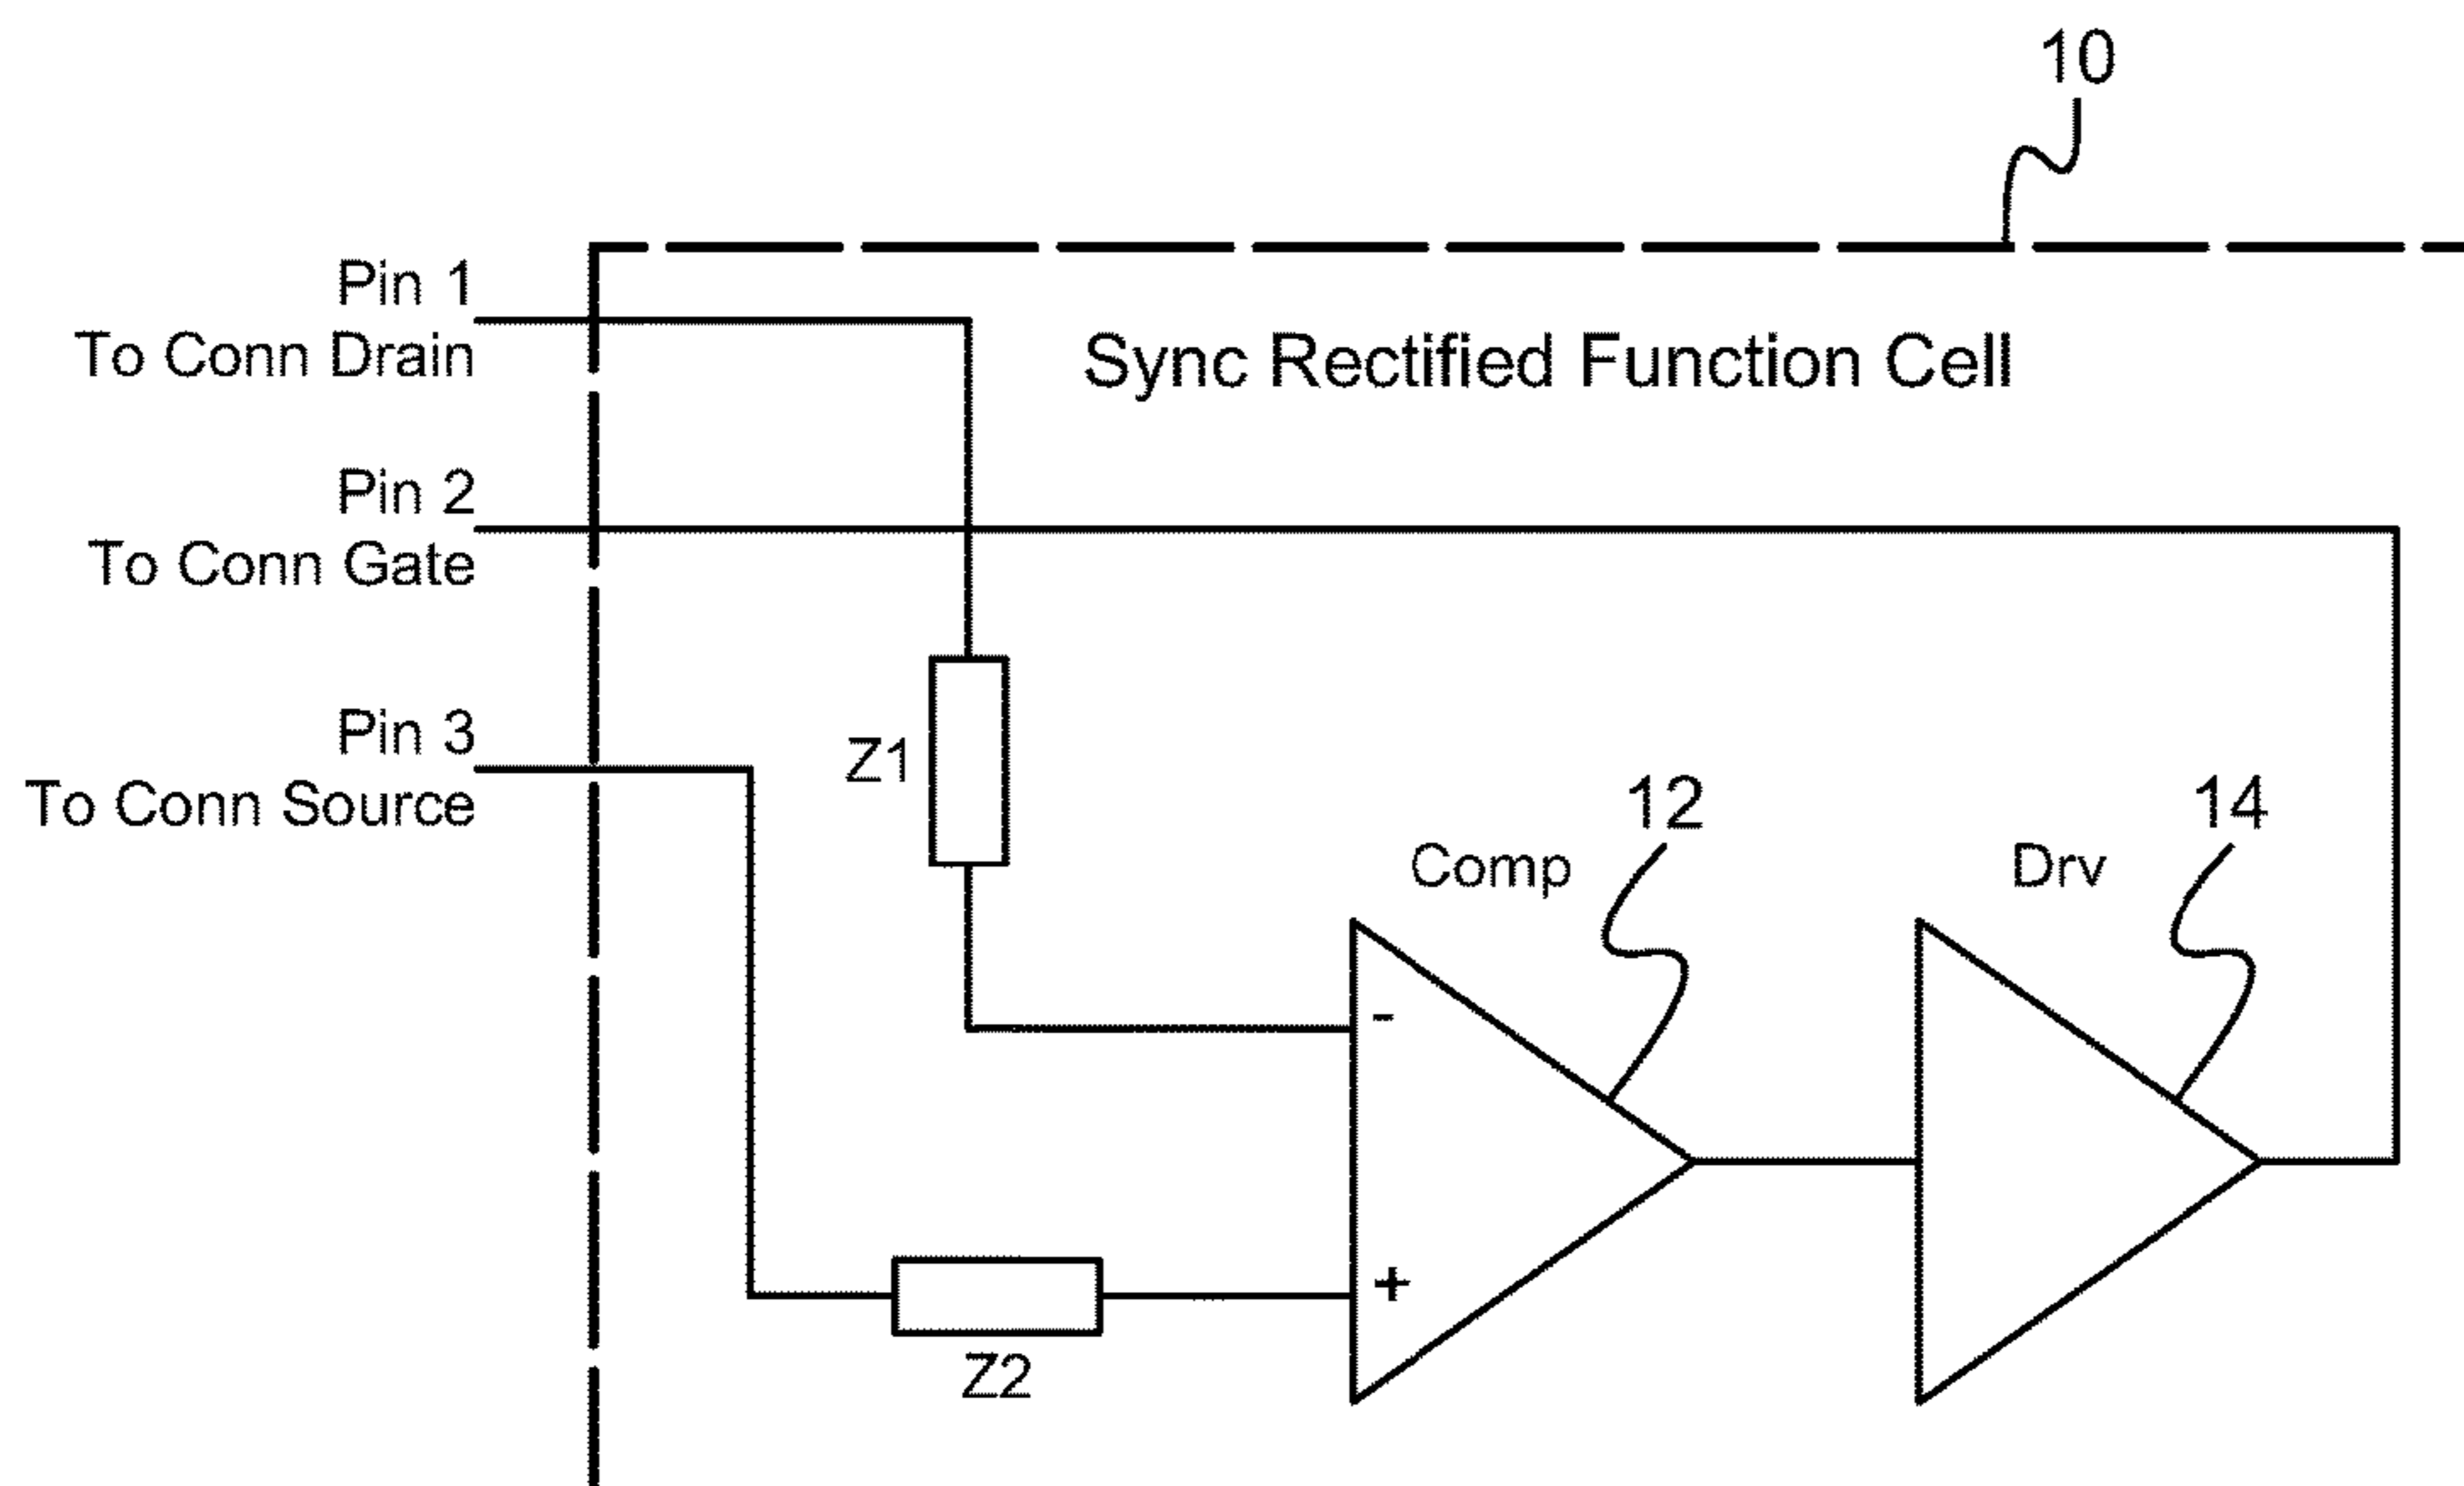 10
Pin 1
To Conn Drain
Sync Rectified Function Cell
Pin 2
To Conn Gate
Pin 3
To Conn Source
Z1
12
14
Comp
Drv
-
+
Z2